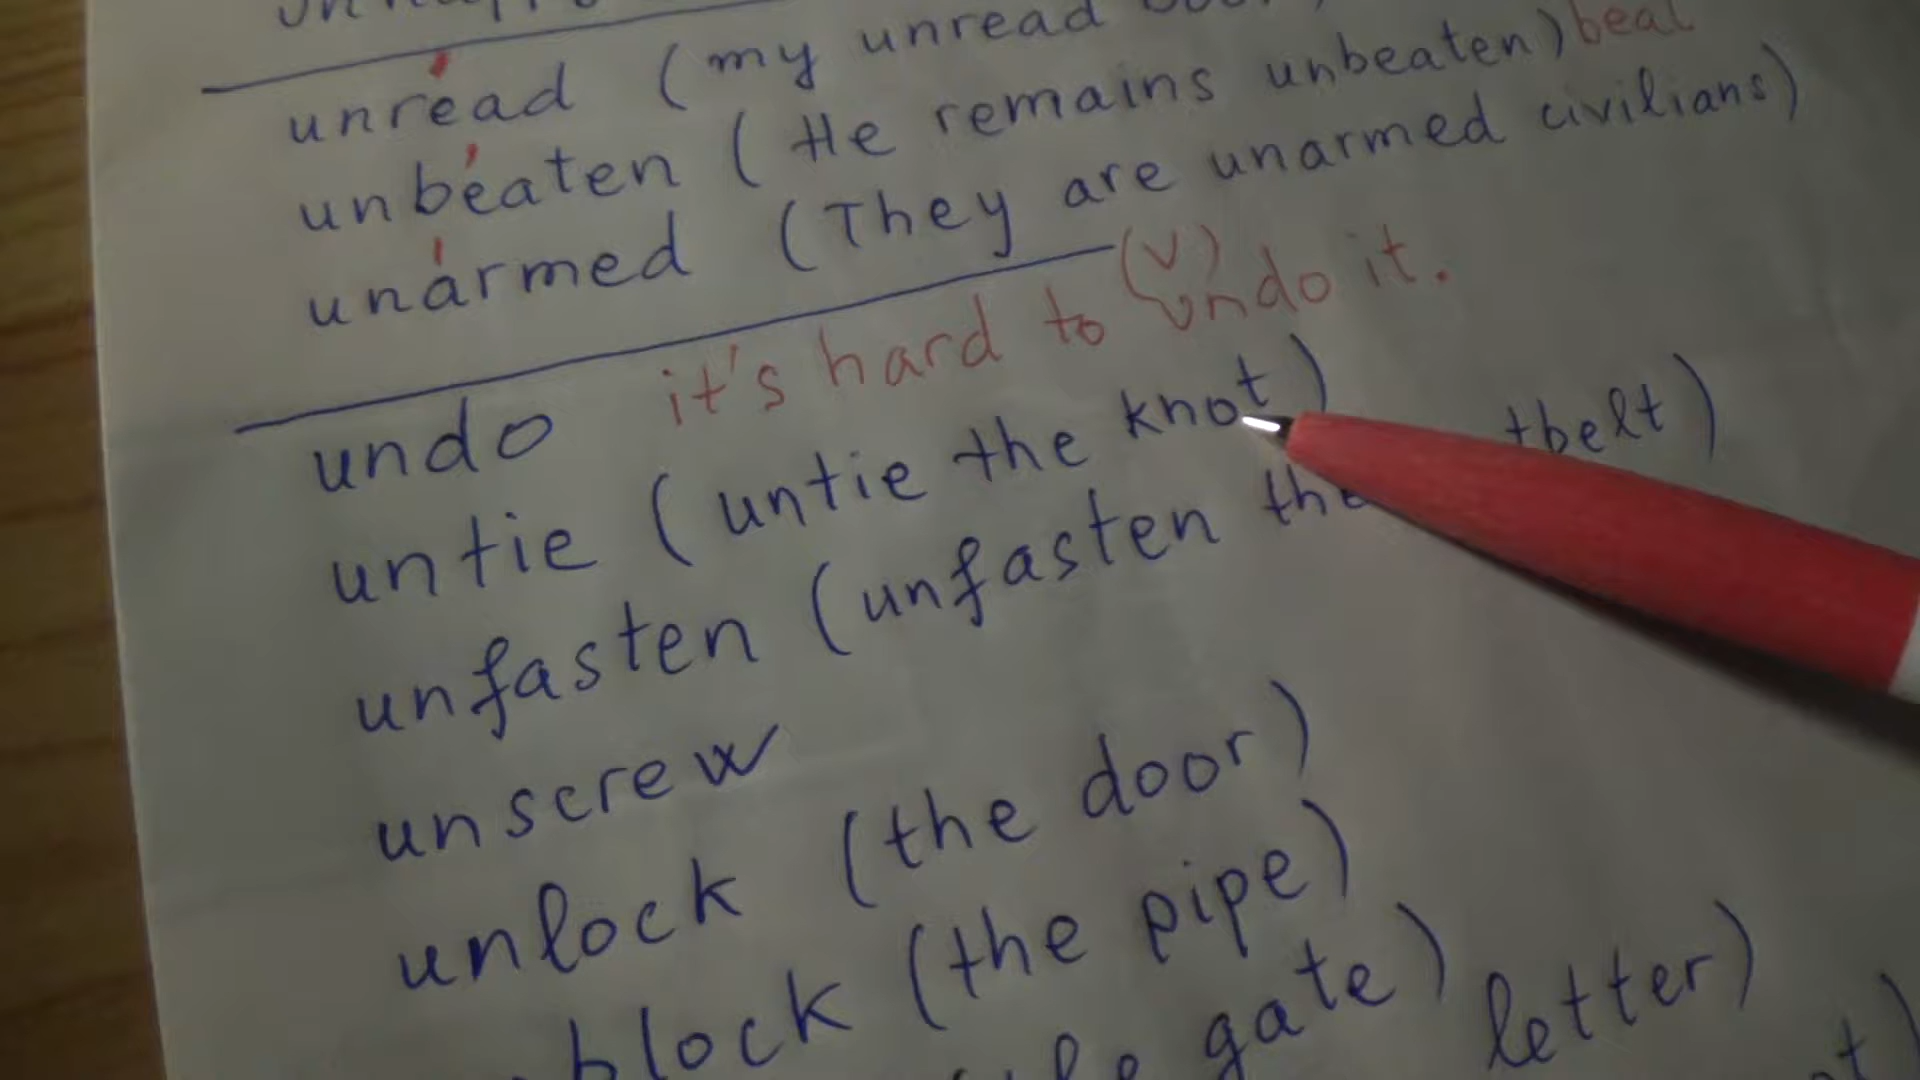 unread (my unread
unbeaten (He remains unbeaten) beat
unarmed (They are unarmed civilians)
(v)
undo it's hard to undo it.
untie (untie the knot)
unfasten (unfasten the tbelt)
unscrew
unlock (the door)
block (the pipe)
gate) letter)